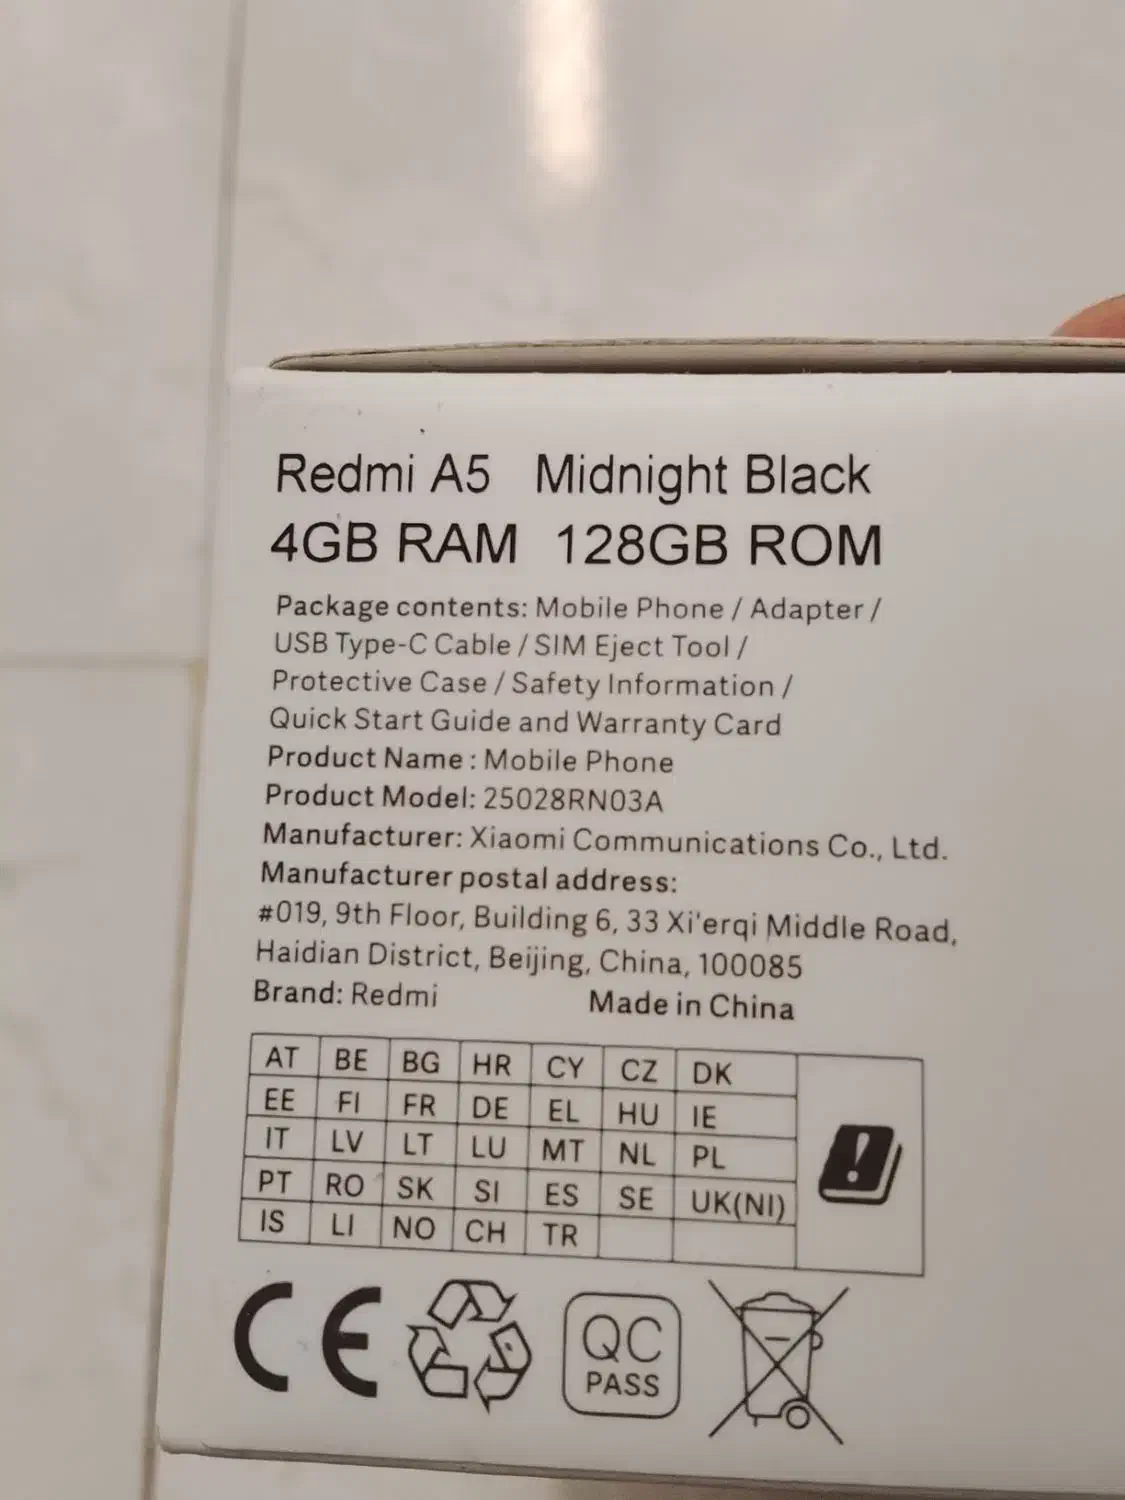 Redmi A5 Midnight Black
4GB RAM 128GB ROM
Package contents: Mobile Phone / Adapter /
USB Type-C Cable / SIM Eject Tool /
Protective Case / Safety Information /
Quick Start Guide and Warranty Card
Product Name : Mobile Phone
Product Model: 25028RN03A
Manufacturer: Xiaomi Communications Co., Ltd.
Manufacturer postal address:
#019, 9th Floor, Building 6, 33 Xi'erqi Middle Road,
Haidian District, Beijing, China, 100085
Brand: Redmi Made in China
AT BE BG HR CY CZ DK
EE FI FR DE EL HU IE
IT LV LT LU MT NL PL
PT RO SK SI ES SE UK(NI)
IS LI NO CH TR
CE
QC
PASS